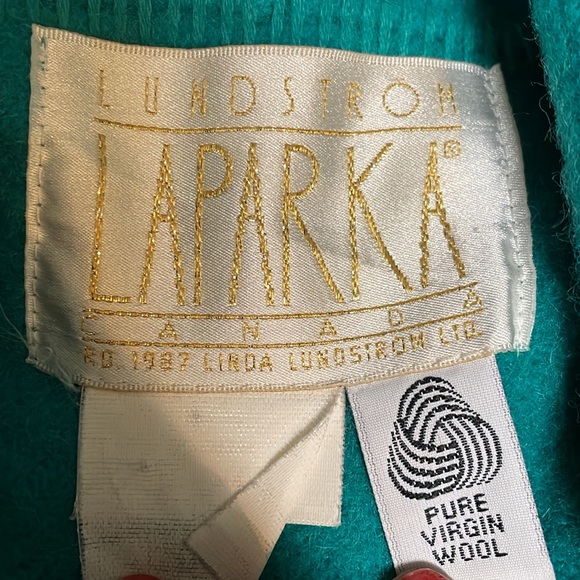 LUNDSTROM
LAPARKA®
CANADA
RD. 1987 LINDA LUNDSTROM LTD.
PURE
VIRGIN
WOOL